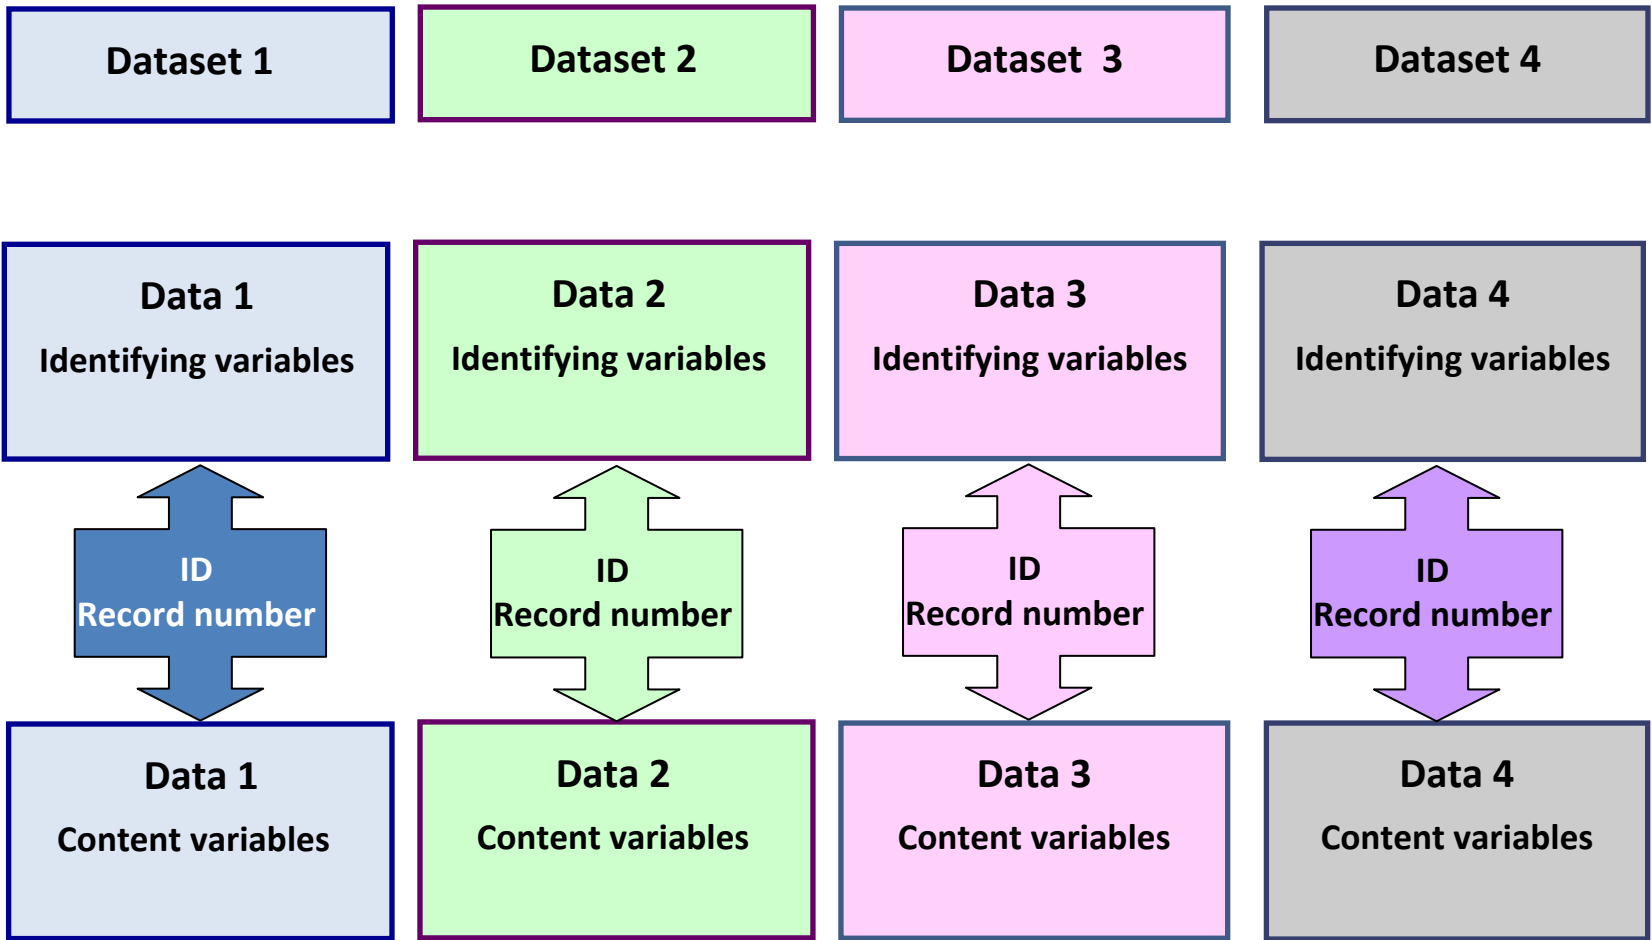 Dataset 1
Dataset 2
Dataset  3
Dataset 4
Data 1
Identifying variables
Data 2
Identifying variables
Data 3
Identifying variables
Data 4
Identifying variables
ID
Record number
ID
Record number
ID
Record number
ID
Record number
Data 1
Content variables
Data 2
Content variables
Data 3
Content variables
Data 4
Content variables